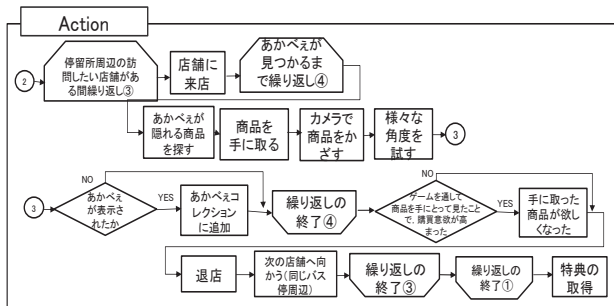 Action
2
停留所周辺の訪
問したい店舗があ
る間繰り返し③
店舗に
来店
あかべぇが
見つかるま
で繰り返し④
あかべぇが
隠れる商品
を探す
商品を
手に取る
カメラで
商品をか
ざす
様々な
角度を
試す
3
3
あかべぇ
が表示さ
れたか
NO
YES
あかべぇコ
レクション
に追加
繰り返しの
終了④
ゲームを通して
商品を手にとって見たこと
で、購買意欲が高
まった
NO
YES
手に取った
商品が欲し
くなった
退店
次の店舗へ向
かう(同じバス
停周辺)
繰り返しの
終了③
繰り返しの
終了①
特典の
取得